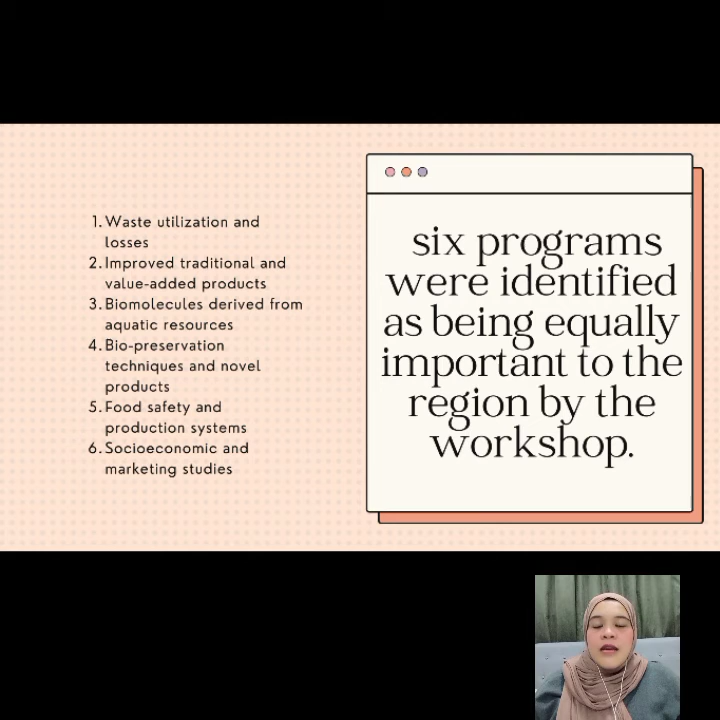 1. Waste utilization and
losses
2. Improved traditional and
value-added products
3. Biomolecules derived from
aquatic resources
4. Bio-preservation
techniques and novel
products
5. Food safety and
production systems
6. Socioeconomic and
marketing studies
six programs
were identified
as being equally
important to the
region by the
workshop.